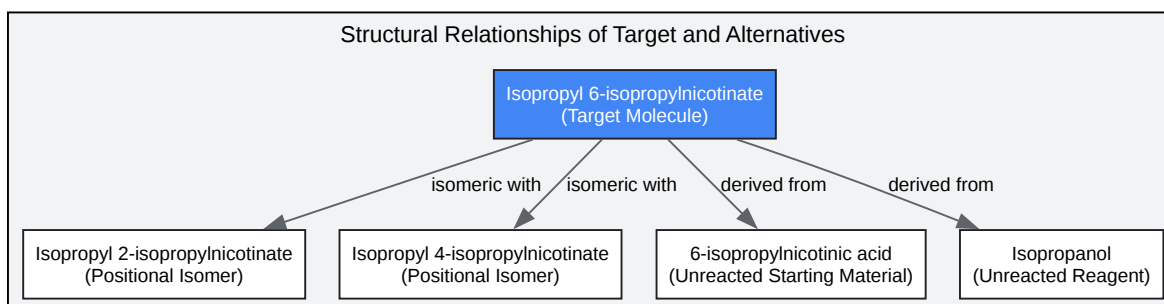 Structural Relationships of Target and Alternatives
Isopropyl 6-isopropylnicotinate
(Target Molecule)
isomeric with
isomeric with
derived from
derived from
Isopropyl 2-isopropylnicotinate
(Positional Isomer)
Isopropyl 4-isopropylnicotinate
(Positional Isomer)
6-isopropylnicotinic acid
(Unreacted Starting Material)
Isopropanol
(Unreacted Reagent)